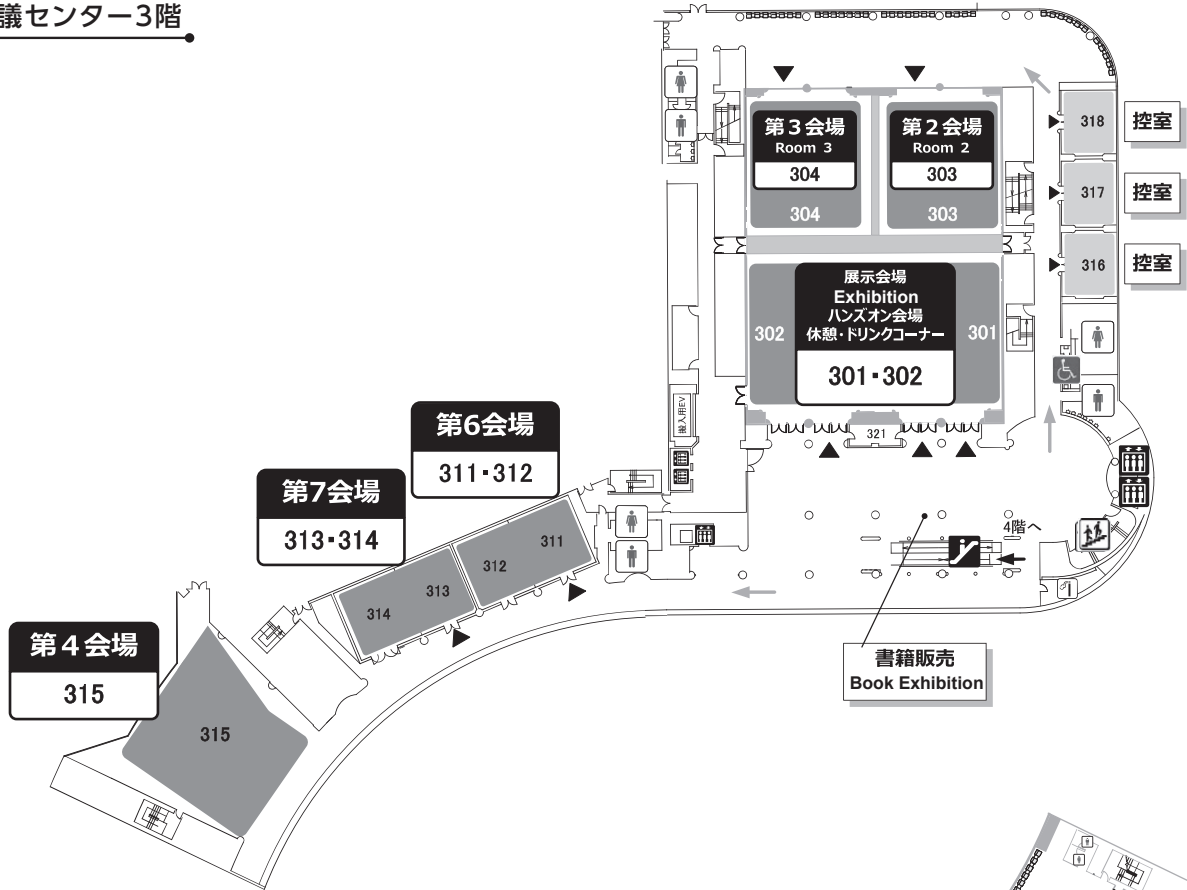 議センター3階
第3会場
Room 3
304
304
第2会場
Room 2
303
303
318
控室
317
控室
316
控室
展示会場
Exhibition
ハンズオン会場
休憩・ドリンクコーナー
301・302
302
301
321
搬入用EV
第6会場
311・312
第7会場
313・314
311
312
313
314
4階へ
第4会場
315
315
書籍販売
Book Exhibition